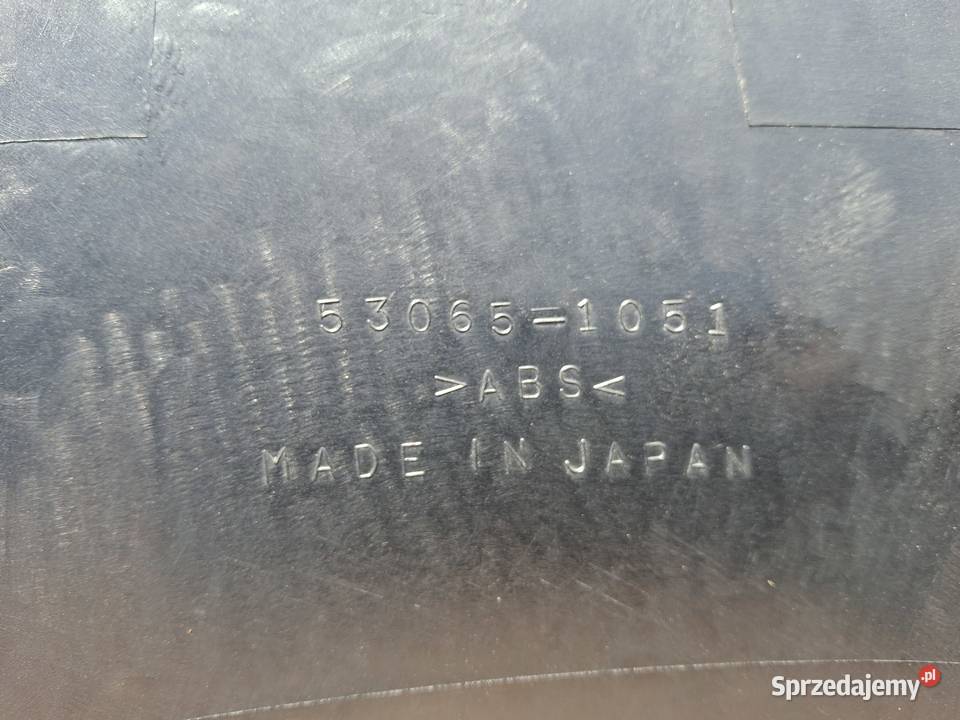 53065-1051
>ABS<
MADE IN JAPAN
Sprzedajemy.pl